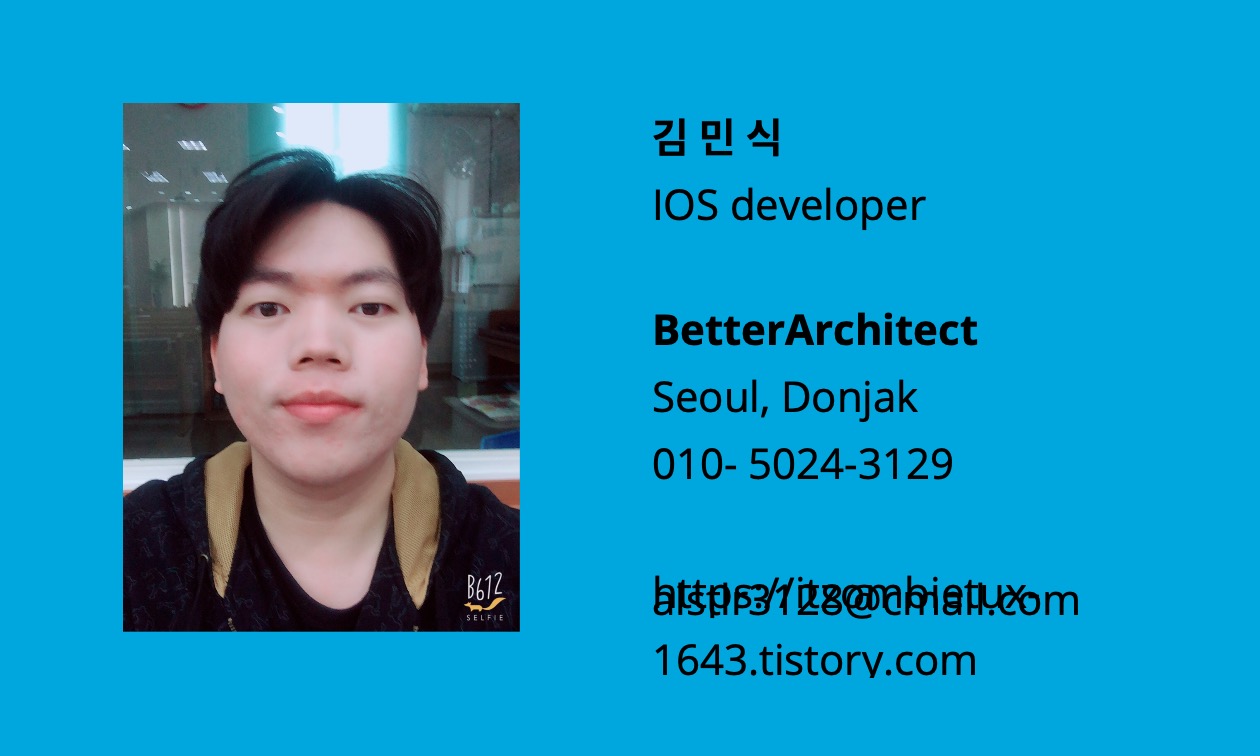 김 민 식
IOS developer
BetterArchitect
Seoul, Donjak
010- 5024-3129
1643.tistory.com
B612
SELFIE